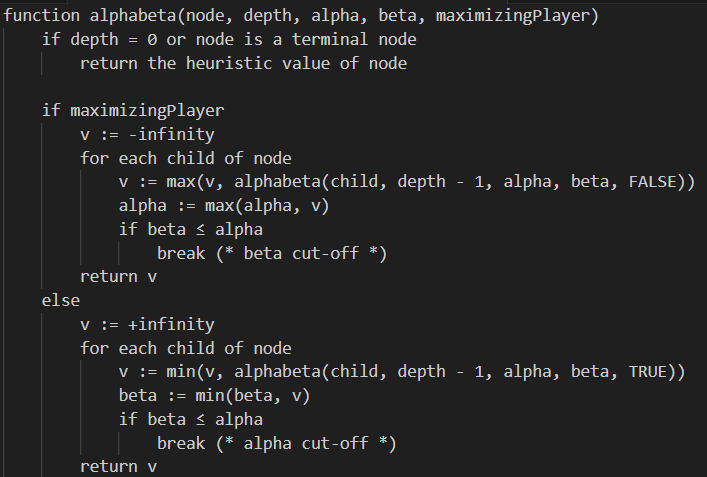 function alphabeta(node, depth, alpha, beta, maximizingPlayer)
    if depth = 0 or node is a terminal node
        return the heuristic value of node

    if maximizingPlayer
        v := -infinity
        for each child of node
            v := max(v, alphabeta(child, depth - 1, alpha, beta, FALSE))
            alpha := max(alpha, v)
            if beta ≤ alpha
                break (* beta cut-off *)
        return v
    else
        v := +infinity
        for each child of node
            v := min(v, alphabeta(child, depth - 1, alpha, beta, TRUE))
            beta := min(beta, v)
            if beta ≤ alpha
                break (* alpha cut-off *)
        return v